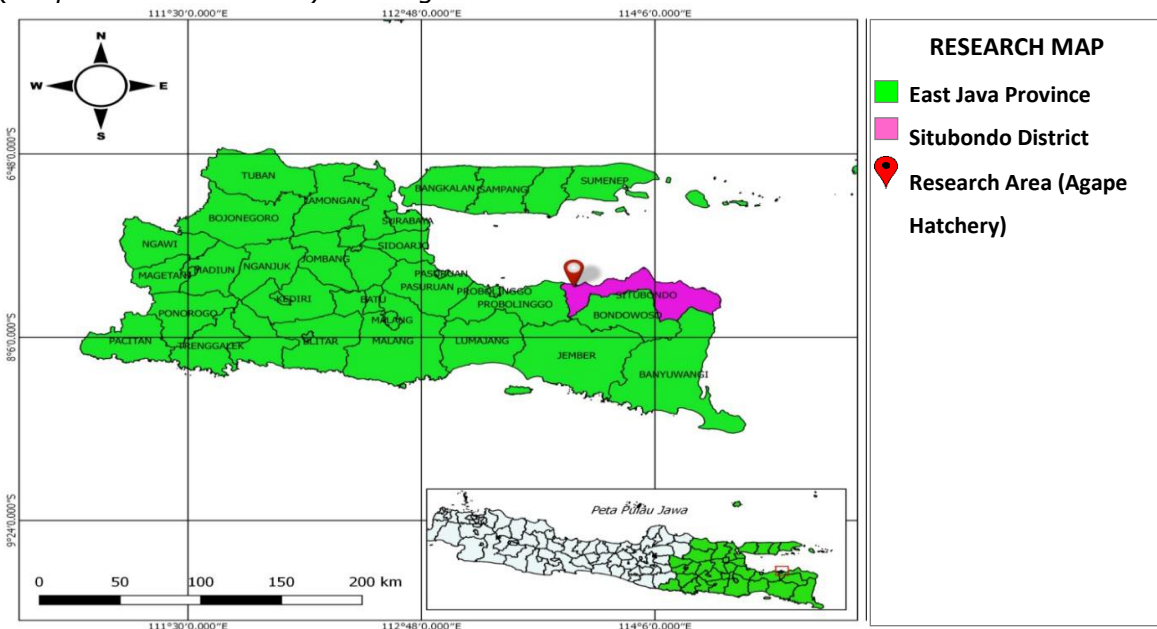 111°30'0.000"E 112°48'0.000"E 114°6'0.000"E
RESEARCH MAP
East Java Province
Situbondo District
Research Area (Agape
Hatchery)
N
W E
S
6°48'0.000"S
8°6'0.000"S
9°24'0.000"S
TUBAN
LAMONGAN
BANGKALAN SAMPANG SUMENEP
BOJONEGORO
SURABAYA
NGAWI
SIDOARJO
MAGETAN MADIUN NGANJUK JOMBANG
PASURUAN
PASURUAN
PROBOLINGGO
PROBOLINGGO
SITUBONDO
KEDIRI BATU
PONOROGO
MALANG
BONDOWOSO
PACITAN TRENGGALEK BLITAR MALANG LUMAJANG
JEMBER
BANYUWANGI
Peta Pulau Jawa
0 50 100 150 200 km
111°30'0.000"E 112°48'0.000"E 114°6'0.000"E